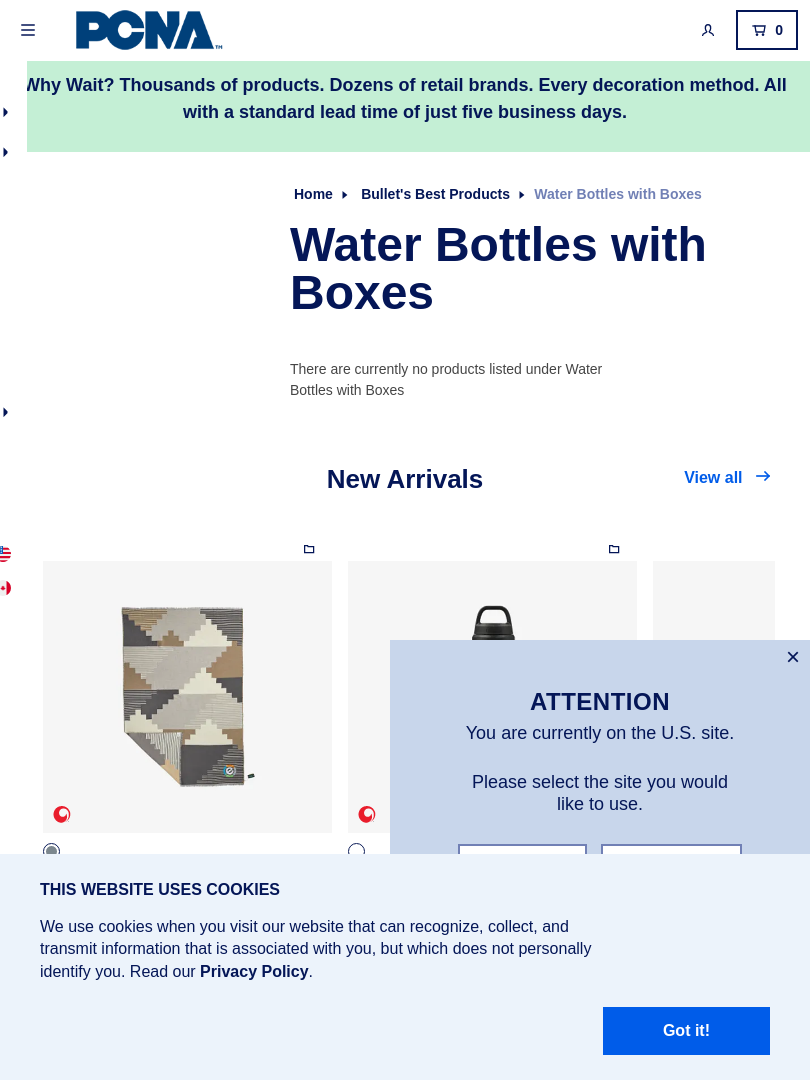 PCNA
TM
0
Why Wait? Thousands of products. Dozens of retail brands. Every decoration method. All
with a standard lead time of just five business days.
Home
Bullet's Best Products
Water Bottles with Boxes
Water Bottles with
Boxes
There are currently no products listed under Water
Bottles with Boxes
New Arrivals
View all
ATTENTION
You are currently on the U.S. site.
Please select the site you would
like to use.
THIS WEBSITE USES COOKIES
We use cookies when you visit our website that can recognize, collect, and
transmit information that is associated with you, but which does not personally
identify you. Read our Privacy Policy.
Got it!